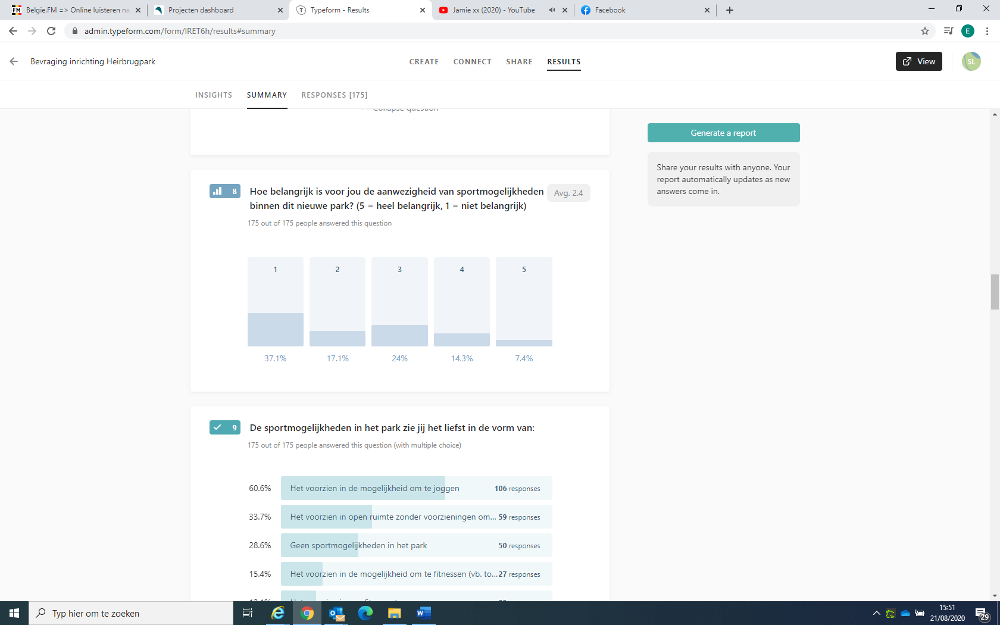 Belgie.FM => Online luisteren na
Projecten dashboard
Typeform - Results
Jamie xx (2020) - YouTube
Facebook
admin.typeform.com/form/IRET6h/results#summary
E
Bevraging inrichting Heirbrugpark
CREATE
CONNECT
SHARE
RESULTS
View
SL
INSIGHTS
SUMMARY
RESPONSES [175]
Collapse question
Generate a report
Share your results with anyone. Your
report automatically updates as new
answers come in.
8
Hoe belangrijk is voor jou de aanwezigheid van sportmogelijkheden
binnen dit nieuwe park? (5 = heel belangrijk, 1 = niet belangrijk)
Avg. 2.4
175 out of 175 people answered this question
1 2 3 4 5
37.1% 17.1% 24% 14.3% 7.4%
9
De sportmogelijkheden in het park zie jij het liefst in de vorm van:
175 out of 175 people answered this question (with multiple choice)
60.6% Het voorzien in de mogelijkheid om te joggen 106 responses
33.7% Het voorzien in open ruimte zonder voorzieningen om... 59 responses
28.6% Geen sportmogelijkheden in het park 50 responses
15.4% Het voorzien in de mogelijkheid om te fitnessen (vb. to... 27 responses
Typ hier om te zoeken
15:51
21/08/2020
29